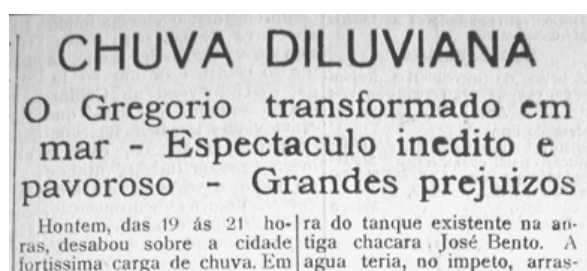 CHUVA DILUVIANA
O Gregorio transformado em
mar - Espectaculo inedito e
pavoroso - Grandes prejuizos
Hontem, das 19 ás 21 ho-
ras, desabou sobre a cidade
fortissima carga de chuva. Em
ra do tanque existente na an-
tiga chacara José Bento. A
agua teria, no impeto, arras-